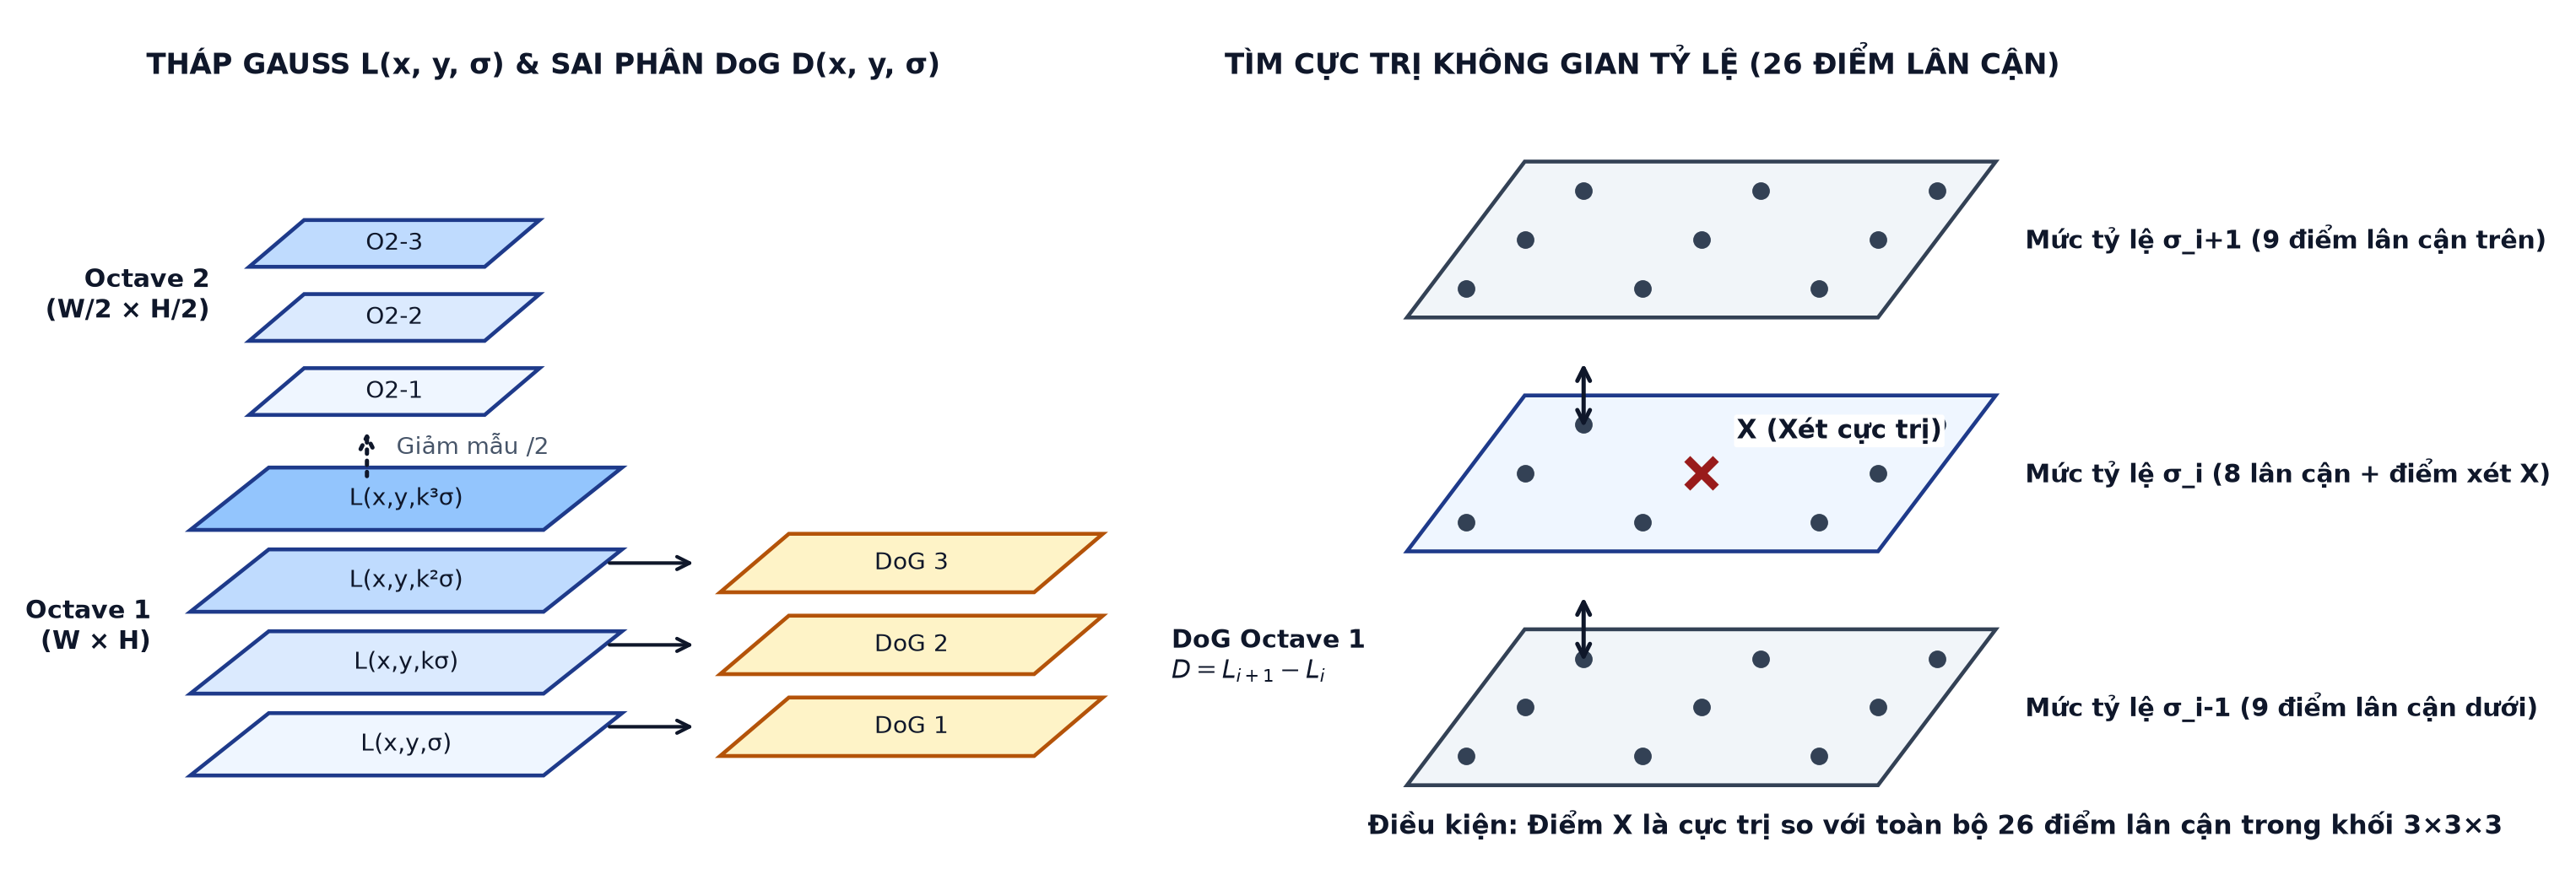 THÁP GAUSS L(x, y, σ) & SAI PHÂN DoG D(x, y, σ)
O2-3
Octave 2
(W/2 × H/2)
O2-2
O2-1
Giảm mẫu /2
L(x,y,k³σ)
L(x,y,k²σ)
Octave 1
(W × H)
L(x,y,kσ)
L(x,y,σ)
DoG 3
DoG 2
DoG 1
DoG Octave 1
D = L_{i+1} − L_i
TÌM CỰC TRỊ KHÔNG GIAN TỶ LỆ (26 ĐIỂM LÂN CẬN)
Mức tỷ lệ σ_i+1 (9 điểm lân cận trên)
X (Xét cực trị)
Mức tỷ lệ σ_i (8 lân cận + điểm xét X)
Mức tỷ lệ σ_i-1 (9 điểm lân cận dưới)
Điều kiện: Điểm X là cực trị so với toàn bộ 26 điểm lân cận trong khối 3×3×3